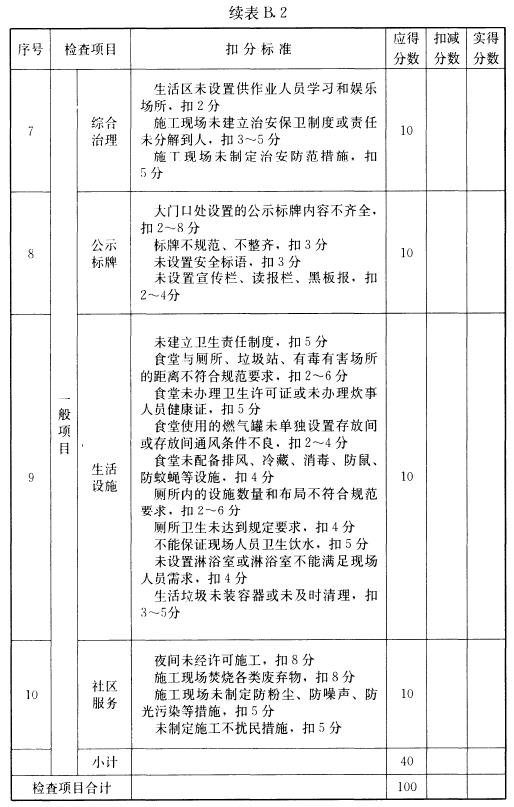 续表 B.2
序号 检查项目 扣分标准 应得分数 扣减分数 实得分数
一般项目
7 综合治理 10
生活区未设置供作业人员学习和娱乐
场所，扣 2 分
施工现场未建立治安保卫制度或责任
未分解到人，扣 3～5 分
施工现场未制定治安防范措施，扣
5 分
8 公示标牌 10
大门口处设置的公示标牌内容不齐全，
扣 2～8 分
标牌不规范、不整齐，扣 3 分
未设置安全标语，扣 3 分
未设置宣传栏、读报栏、黑板报，扣
2～4分
9 生活设施 10
未建立卫生责任制度，扣 5 分
食堂与厕所、垃圾站、有毒有害场所
的距离不符合规范要求，扣 2～6 分
食堂未办理卫生许可证或未办理炊事
人员健康证，扣 5 分
食堂使用的燃气罐未单独设置存放间
或存放间通风条件不良，扣 2～4 分
食堂未配备排风、冷藏、消毒、防鼠、
防蚊蝇等设施，扣 4 分
厕所内的设施数量和布局不符合规范
要求，扣 2～6 分
厕所卫生未达到规定要求，扣 4 分
不能保证现场人员卫生饮水，扣 5 分
未设置淋浴室或淋浴室不能满足现场
人员需求，扣 4 分
生活垃圾未装容器或未及时清理，扣
3～5分
10 社区服务 10
夜间未经许可施工，扣 8 分
施工现场焚烧各类废弃物，扣 8 分
施工现场未制定防粉尘、防噪声、防
光污染等措施，扣 5 分
未制定施工不扰民措施，扣 5 分
小计 40
检查项目合计 100